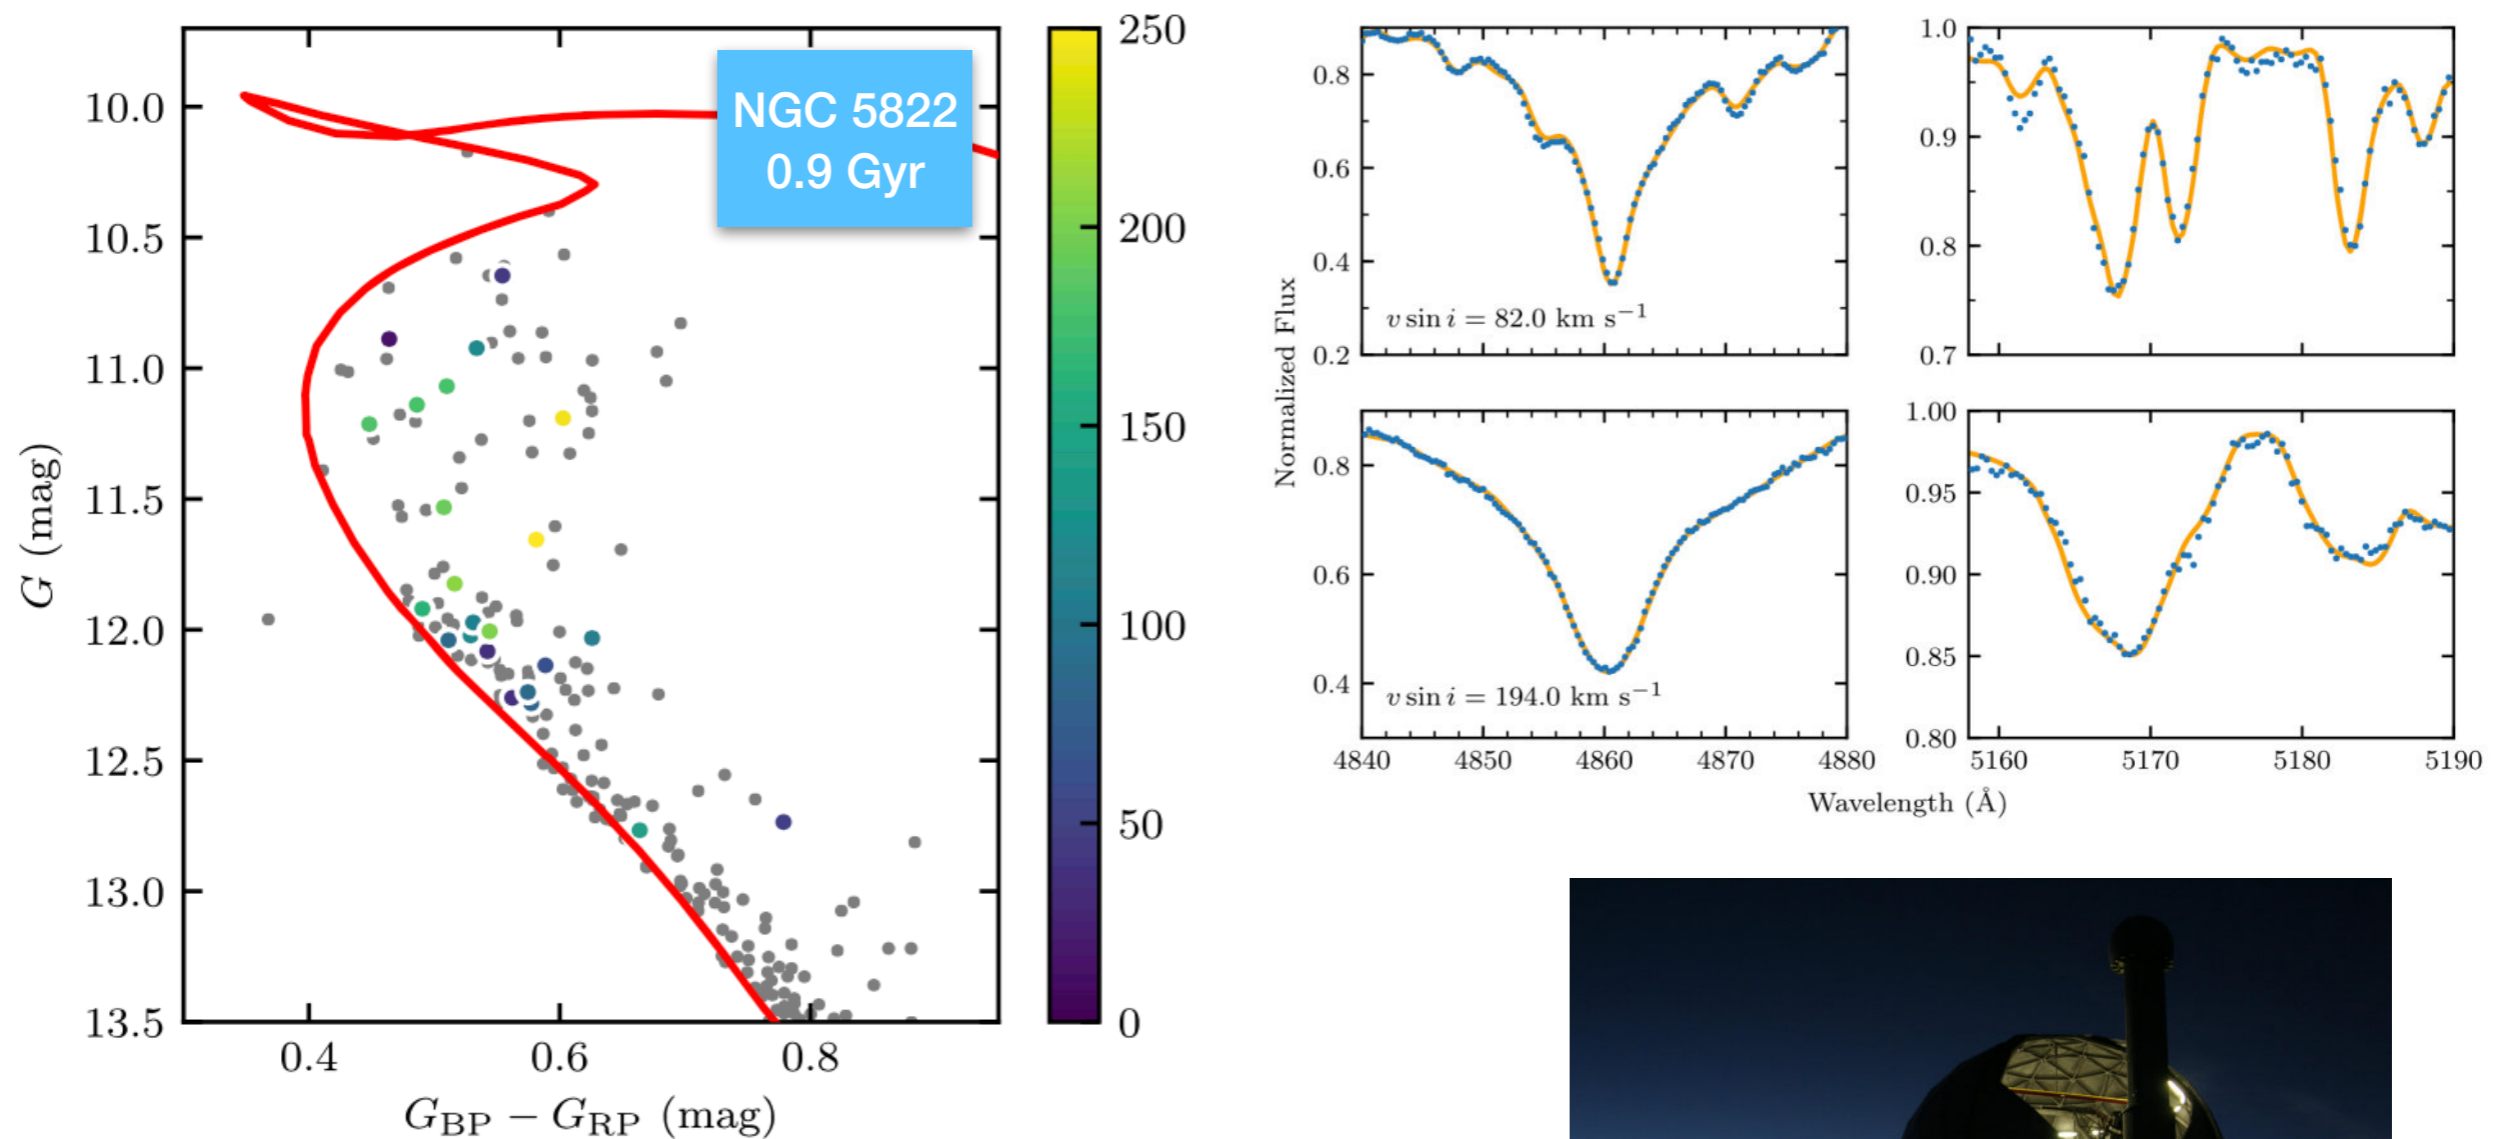 NGC 5822
0.9 Gyr
10.0
10.5
11.0
11.5
12.0
12.5
13.0
13.5
G (mag)
0.4 0.6 0.8
G_BP − G_RP (mag)
250
200
150
100
50
0
Normalized Flux
0.8
0.6
0.4
0.2
v sin i = 82.0 km s⁻¹
1.0
0.9
0.8
0.7
0.8
0.6
0.4
v sin i = 194.0 km s⁻¹
4840 4850 4860 4870 4880
1.00
0.95
0.90
0.85
0.80
5160 5170 5180 5190
Wavelength (Å)